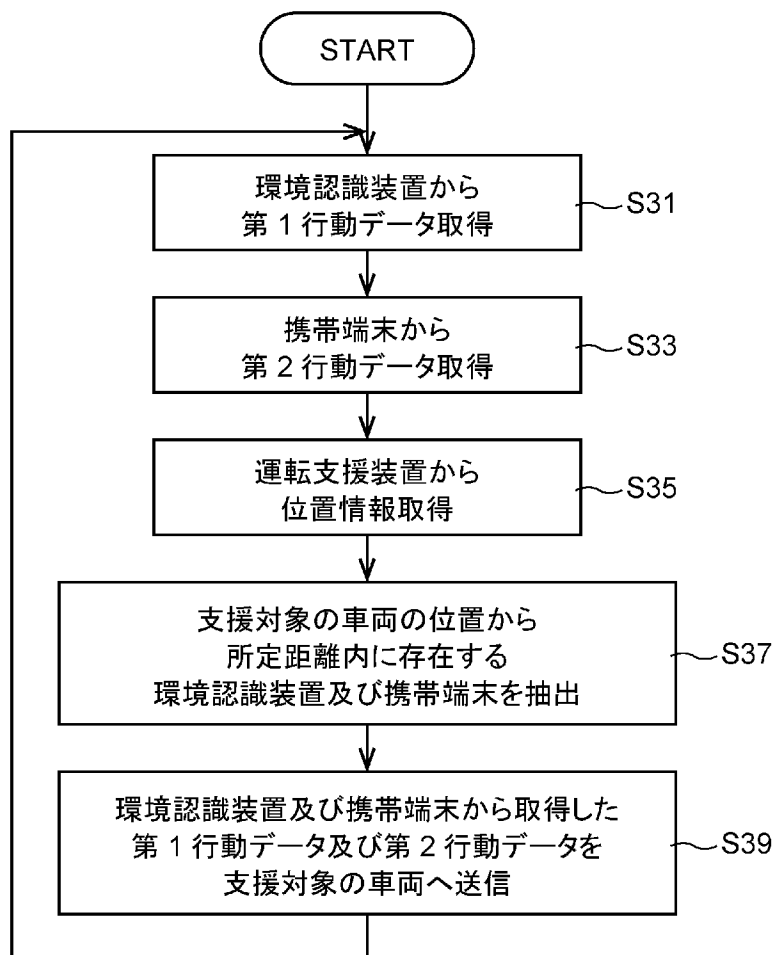 START
環境認識装置から
第1行動データ取得
S31
携帯端末から
第2行動データ取得
S33
運転支援装置から
位置情報取得
S35
支援対象の車両の位置から
所定距離内に存在する
環境認識装置及び携帯端末を抽出
S37
環境認識装置及び携帯端末から取得した
第1行動データ及び第2行動データを
支援対象の車両へ送信
S39